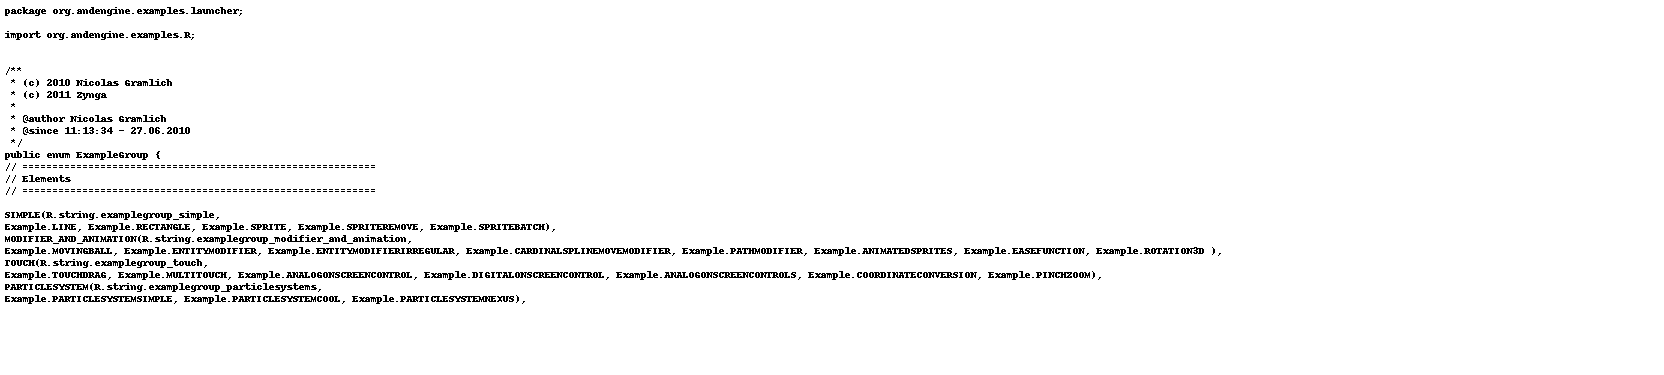 package org.andengine.examples.launcher;
import org.andengine.examples.R;
/**
* (c) 2010 Nicolas Gramlich
* (c) 2011 Zynga
*
* @author Nicolas Gramlich
* @since 11:13:34 - 27.06.2010
*/
public enum ExampleGroup {
// ===========================================================
// Elements
// ===========================================================
SIMPLE(R.string.examplegroup_simple,
Example.LINE, Example.RECTANGLE, Example.SPRITE, Example.SPRITEREMOVE, Example.SPRITEBATCH),
MODIFIER_AND_ANIMATION(R.string.examplegroup_modifier_and_animation,
Example.MOVINGBALL, Example.ENTITYMODIFIER, Example.ENTITYMODIFIERIRREGULAR, Example.CARDINALSPLINEMOVEMODIFIER, Example.PATHMODIFIER, Example.ANIMATEDSPRITES, Example.EASEFUNCTION, Example.ROTATION3D ),
TOUCH(R.string.examplegroup_touch,
Example.TOUCHDRAG, Example.MULTITOUCH, Example.ANALOGONSCREENCONTROL, Example.DIGITALONSCREENCONTROL, Example.ANALOGONSCREENCONTROLS, Example.COORDINATECONVERSION, Example.PINCHZOOM),
PARTICLESYSTEM(R.string.examplegroup_particlesystems,
Example.PARTICLESYSTEMSIMPLE, Example.PARTICLESYSTEMCOOL, Example.PARTICLESYSTEMNEXUS),